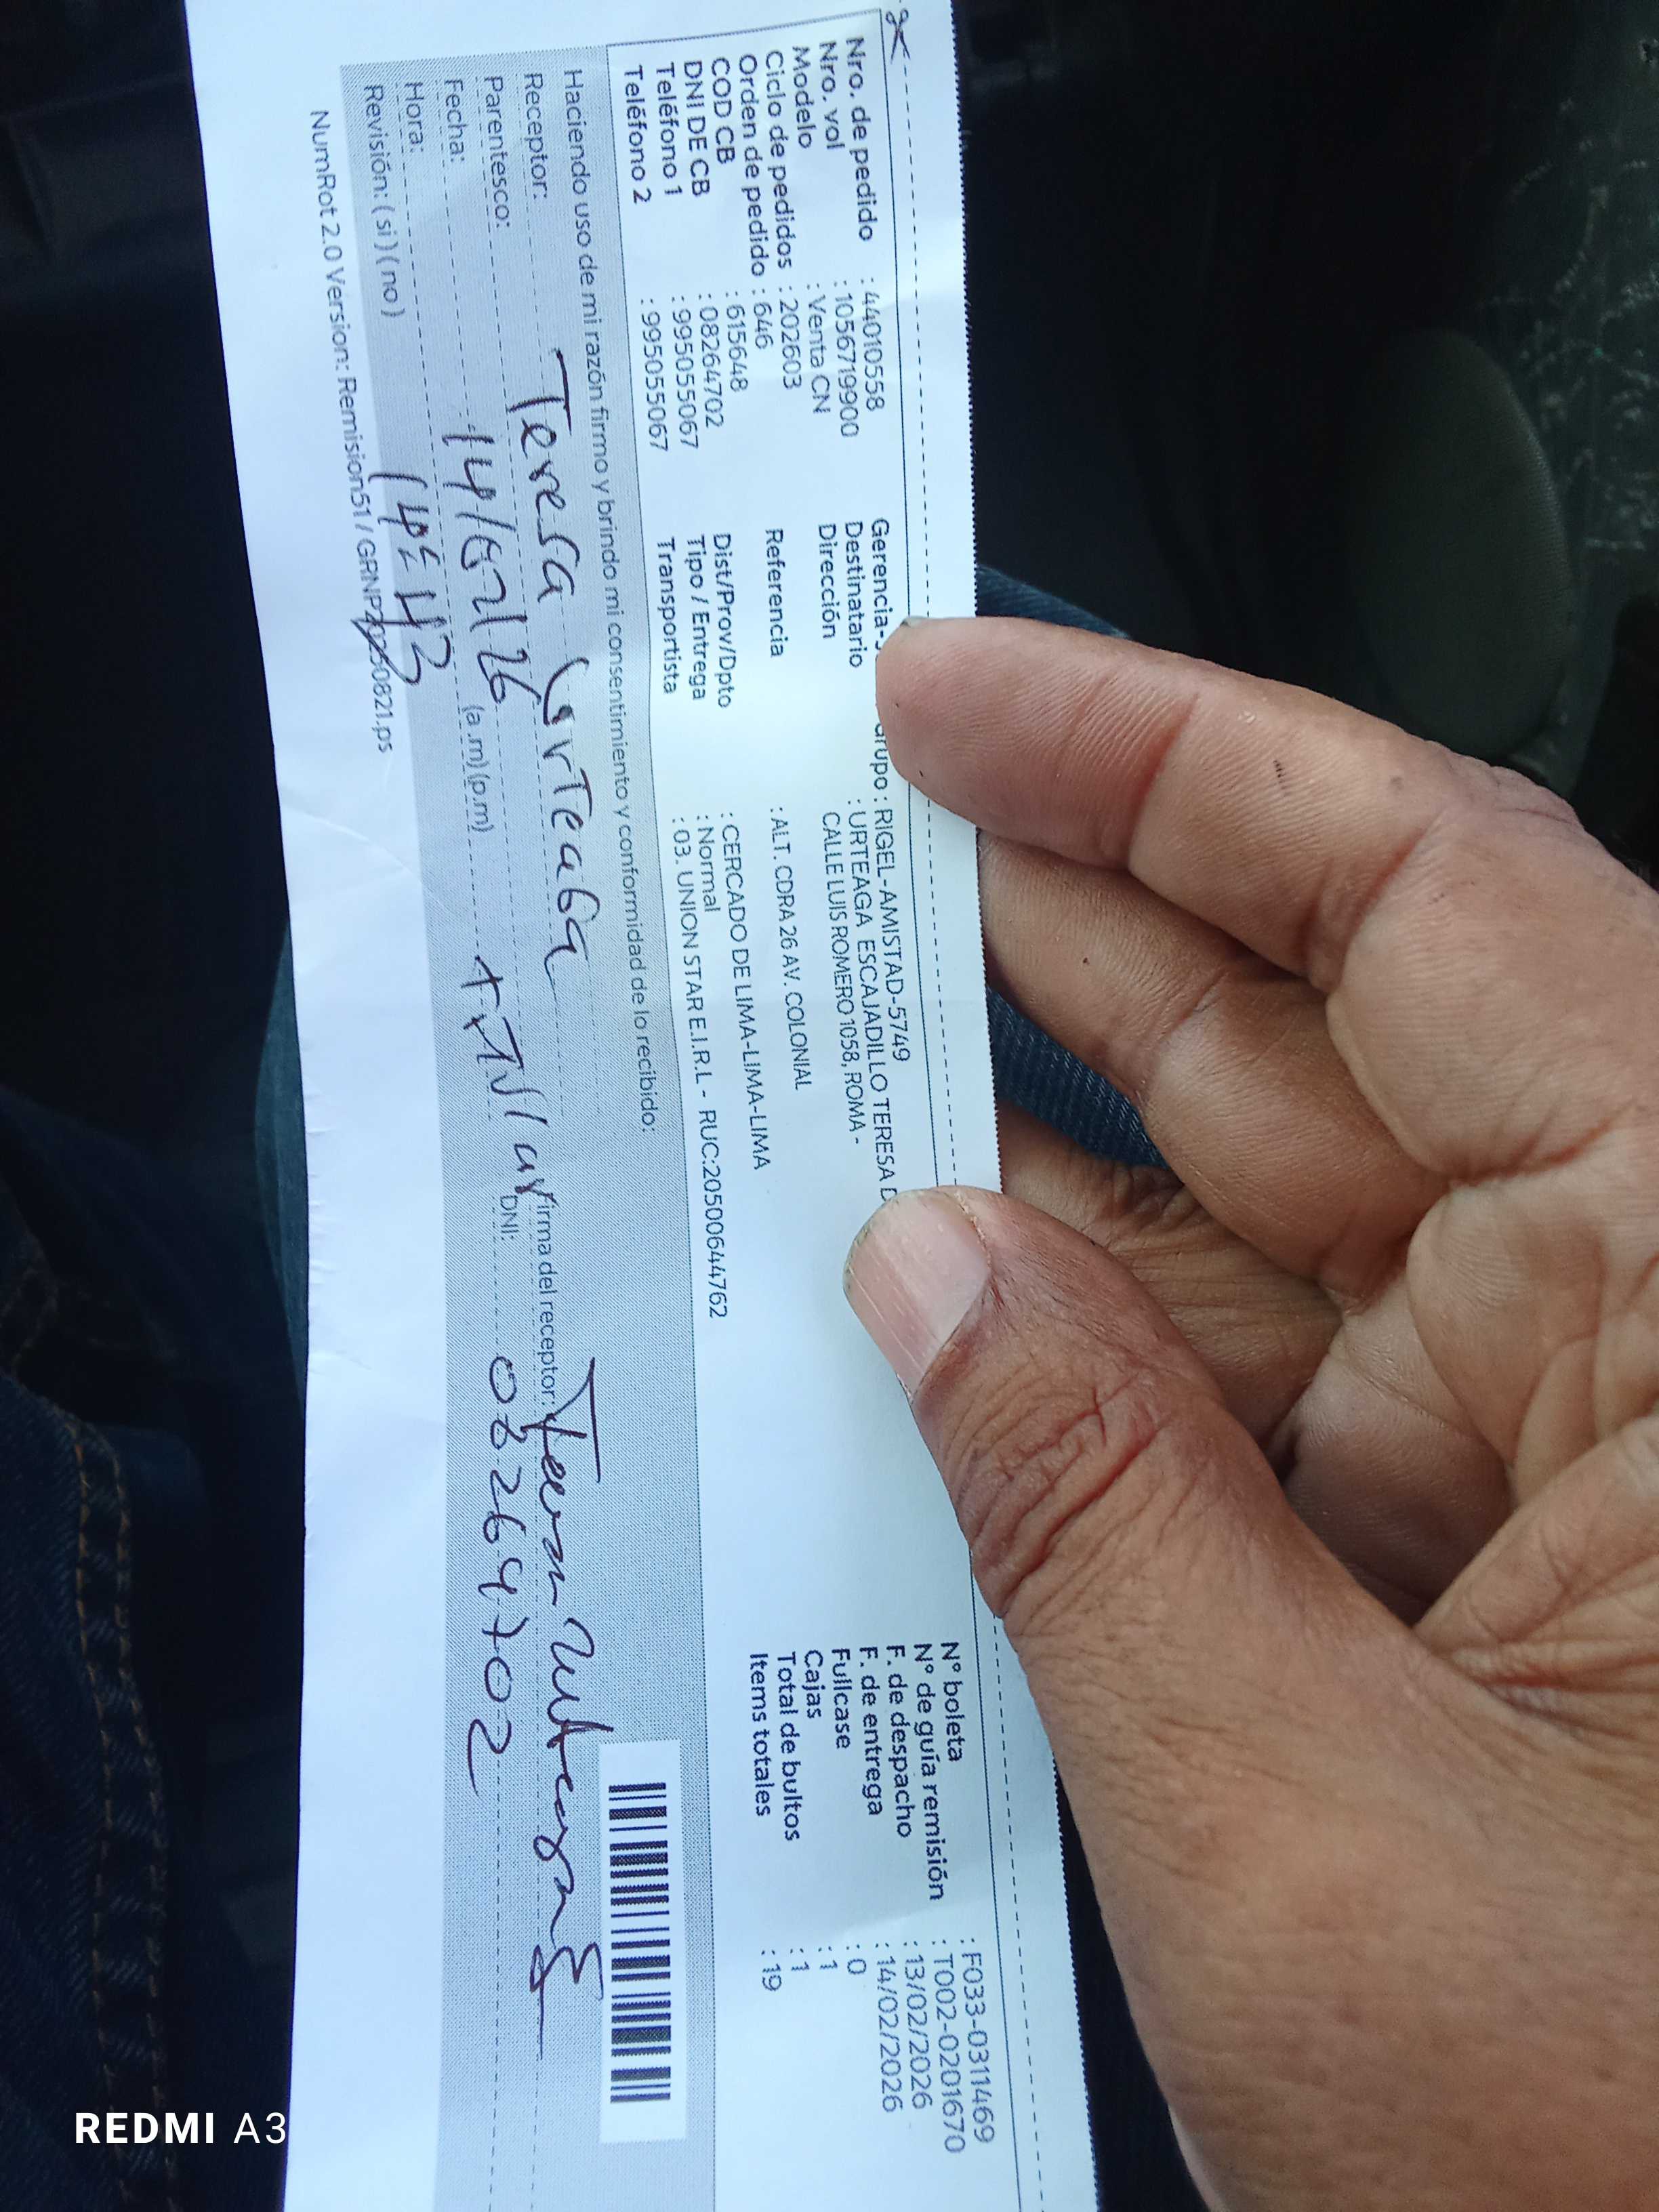 Nro. de pedido : 44010558
Nro. vol : 1056719900
Modelo : Venta CN
Ciclo de pedidos : 202603
Orden de pedido : 646
COD CB : 615648
DNI DE CB : 08264702
Teléfono 1 : 995055067
Teléfono 2 : 995055067
Gerencia- Grupo : RIGEL-AMISTAD-5749
Destinatario : URTEAGA ESCAJADILLO TERESA D
Dirección CALLE LUIS ROMERO 1058, ROMA -
Referencia : ALT. CDRA 26 AV. COLONIAL
Dist/Prov/Dpto : CERCADO DE LIMA-LIMA-LIMA
Tipo / Entrega : Normal
Transportista : 03. UNION STAR E.I.R.L - RUC:20500644762
N° boleta : F033-0311469
N° de guía remisión : T002-0201670
F. de despacho : 13/02/2026
F. de entrega : 14/02/2026
Fullcase : 0
Cajas : 1
Total de bultos : 1
Items totales : 19
Haciendo uso de mi razón firmo y brindo mi consentimiento y conformidad de lo recibido:
Receptor: Teresa Urteaga Firma del receptor:
Parentesco: DNI: 08264702
Fecha: 14/02/26 (a.m) (p.m)
Hora:
Revisión: ( si ) ( no )
NumRot 2.0 Version: Remision51 / GRNP20250821.ps
REDMI A3